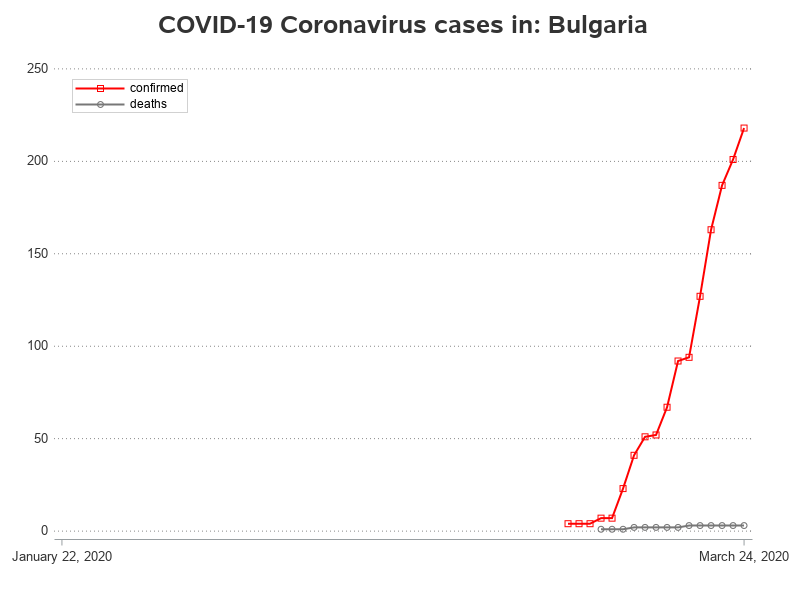 COVID-19 Coronavirus cases in: Bulgaria
250
confirmed
deaths
200
150
100
50
0
January 22, 2020
March 24, 2020